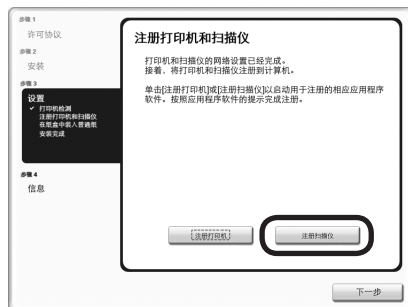 步骤 1
许可协议
步骤 2
安装
步骤 3
设置
✓ 打印机检测
注册打印机和扫描仪
在纸盒中装入普通纸
安装完成
步骤 4
信息
注册打印机和扫描仪
打印机和扫描仪的网络设置已经完成。
接着，将打印机和扫描仪注册到计算机。
单击[注册打印机]或[注册扫描仪]以启动用于注册的相应应用程序
软件。按照应用程序软件的提示完成注册。
注册打印机
注册扫描仪
下一步